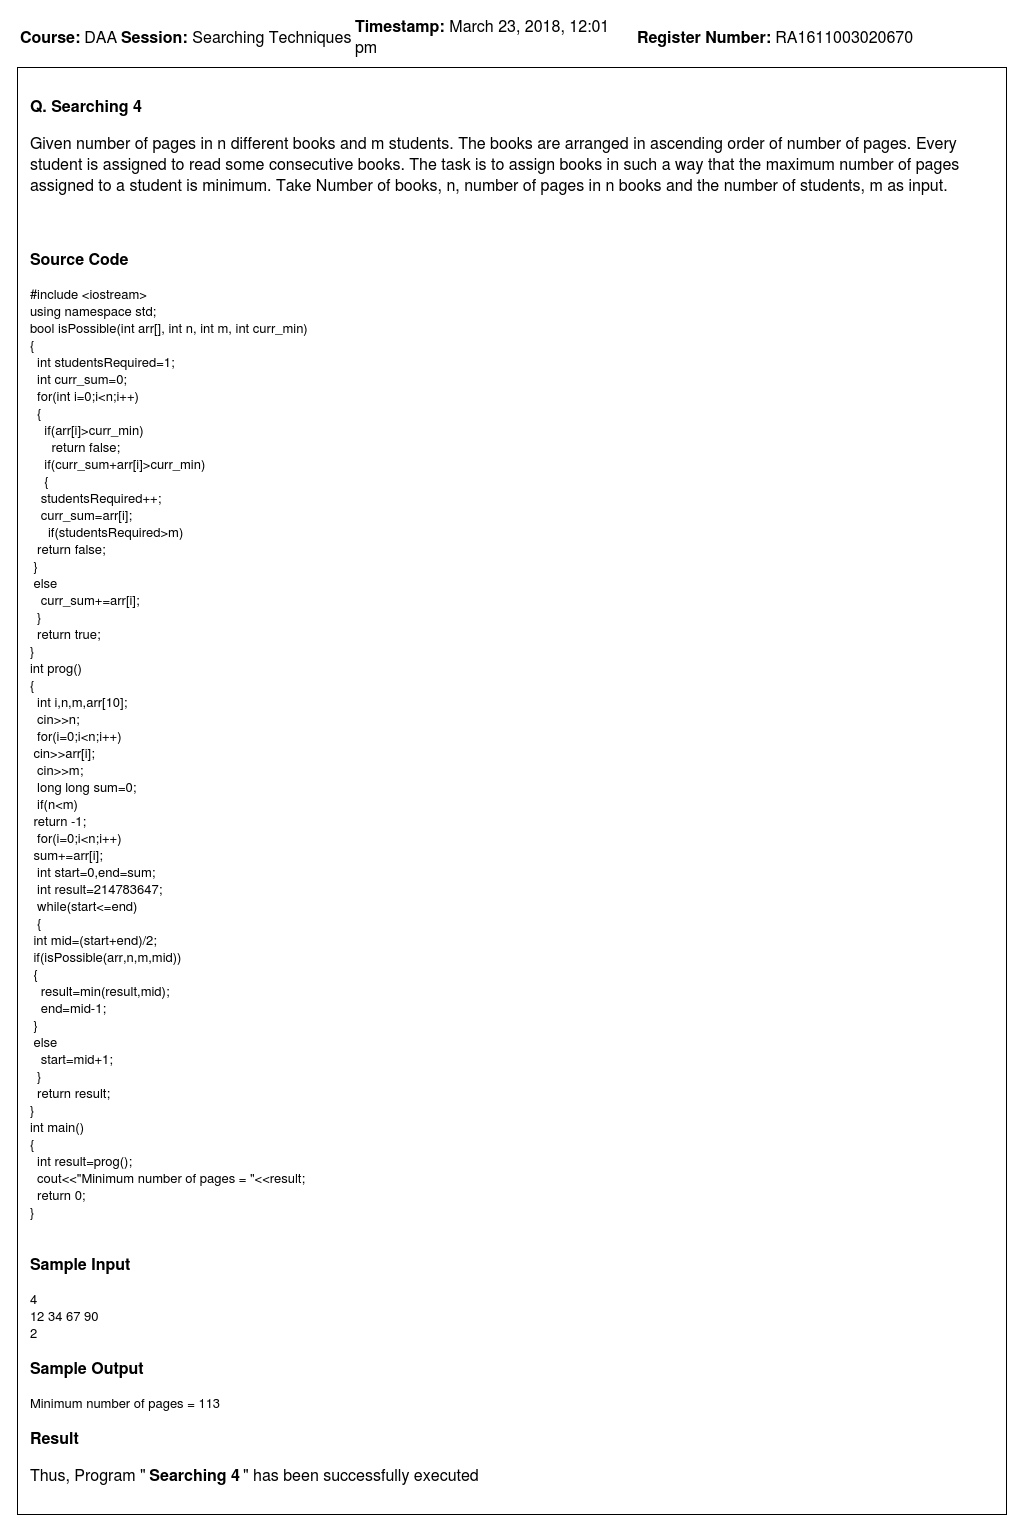 Course: DAA Session: Searching Techniques Timestamp: March 23, 2018, 12:01 pm Register Number: RA1611003020670
Q. Searching 4
Given number of pages in n different books and m students. The books are arranged in ascending order of number of pages. Every
student is assigned to read some consecutive books. The task is to assign books in such a way that the maximum number of pages
assigned to a student is minimum. Take Number of books, n, number of pages in n books and the number of students, m as input.
Source Code
#include <iostream>
using namespace std;
bool isPossible(int arr[], int n, int m, int curr_min)
{
  int studentsRequired=1;
  int curr_sum=0;
  for(int i=0;i<n;i++)
  {
    if(arr[i]>curr_min)
      return false;
    if(curr_sum+arr[i]>curr_min)
    {
   studentsRequired++;
   curr_sum=arr[i];
     if(studentsRequired>m)
  return false;
 }
 else
   curr_sum+=arr[i];
  }
  return true;
}
int prog()
{
  int i,n,m,arr[10];
  cin>>n;
  for(i=0;i<n;i++)
 cin>>arr[i];
  cin>>m;
  long long sum=0;
  if(n<m)
 return -1;
  for(i=0;i<n;i++)
 sum+=arr[i];
  int start=0,end=sum;
  int result=214783647;
  while(start<=end)
  {
 int mid=(start+end)/2;
 if(isPossible(arr,n,m,mid))
 {
   result=min(result,mid);
   end=mid-1;
 }
 else
   start=mid+1;
  }
  return result;
}
int main()
{
  int result=prog();
  cout<<"Minimum number of pages = "<<result;
  return 0;
}
Sample Input
4
12 34 67 90
2
Sample Output
Minimum number of pages = 113
Result
Thus, Program " Searching 4 " has been successfully executed